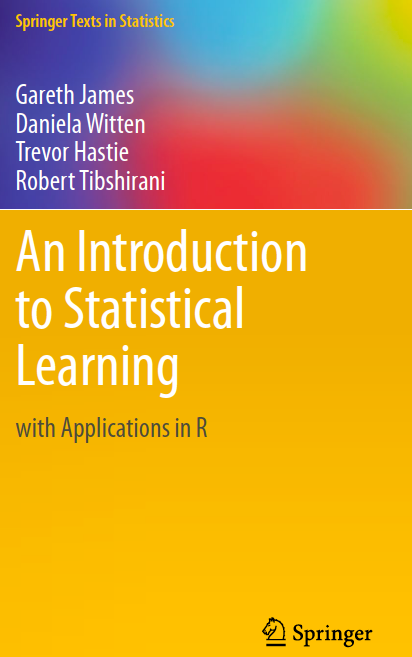 Springer Texts in Statistics
Gareth James
Daniela Witten
Trevor Hastie
Robert Tibshirani
An Introduction
to Statistical
Learning
with Applications in R
Springer